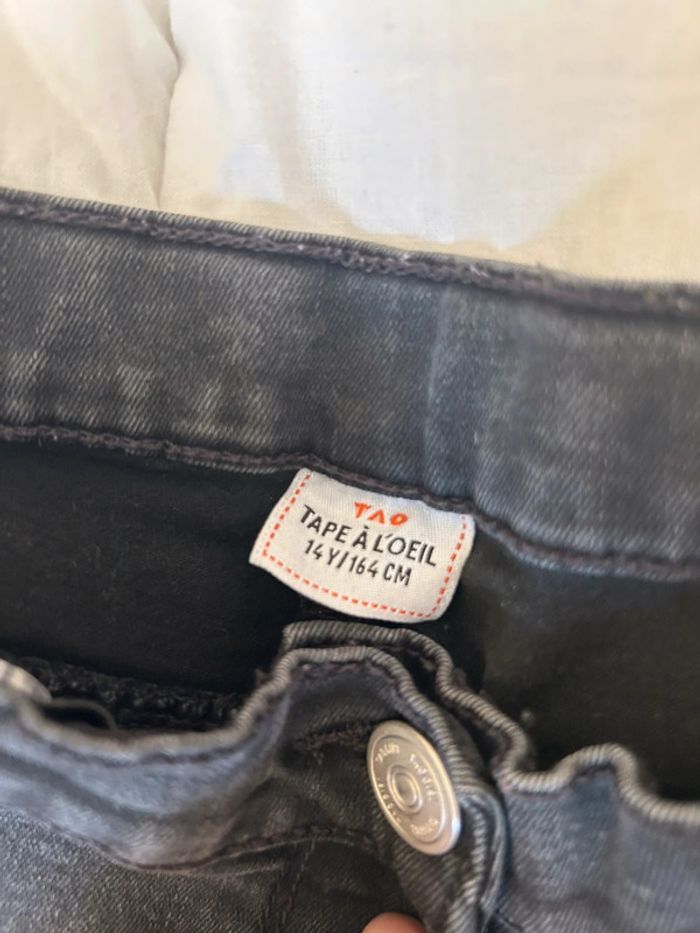 TAO
TAPE À L'OEIL
14Y/164 CM